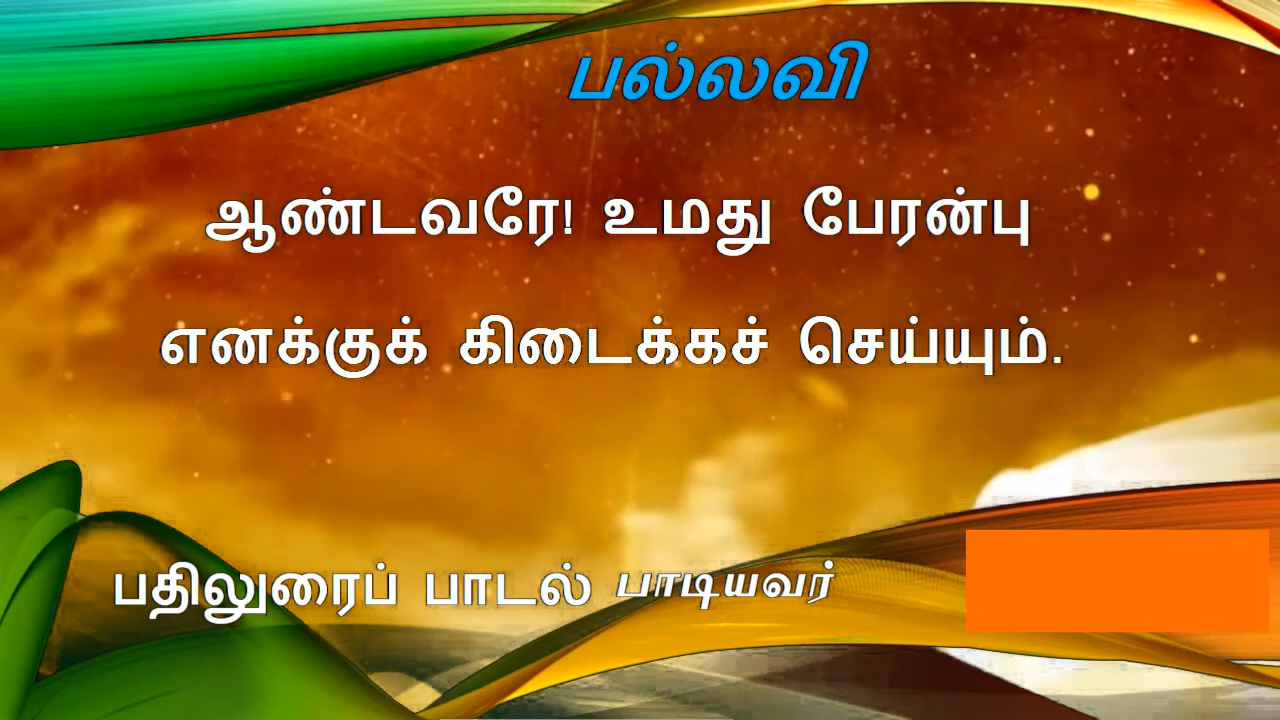 பல்லவி
ஆண்டவரே! உமது பேரன்பு
எனக்குக் கிடைக்கச் செய்யும்.
பதிலுரைப் பாடல் பாடியவர்